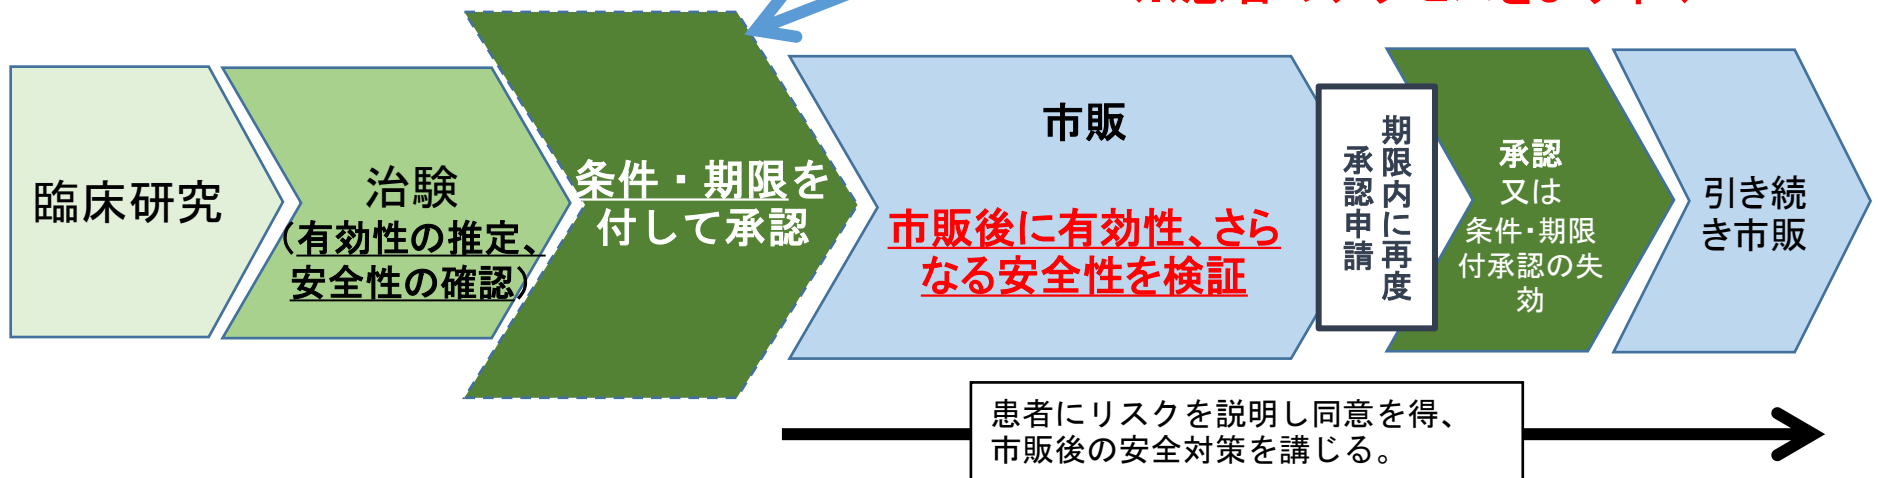 臨床研究
治験
（有効性の推定、
安全性の確認）
条件・期限を
付して承認
市販
市販後に有効性、さら
なる安全性を検証
期限内に再度
承認申請
承認
又は
条件・期限
付承認の失
効
引き続
き市販
患者にリスクを説明し同意を得、
市販後の安全対策を講じる。